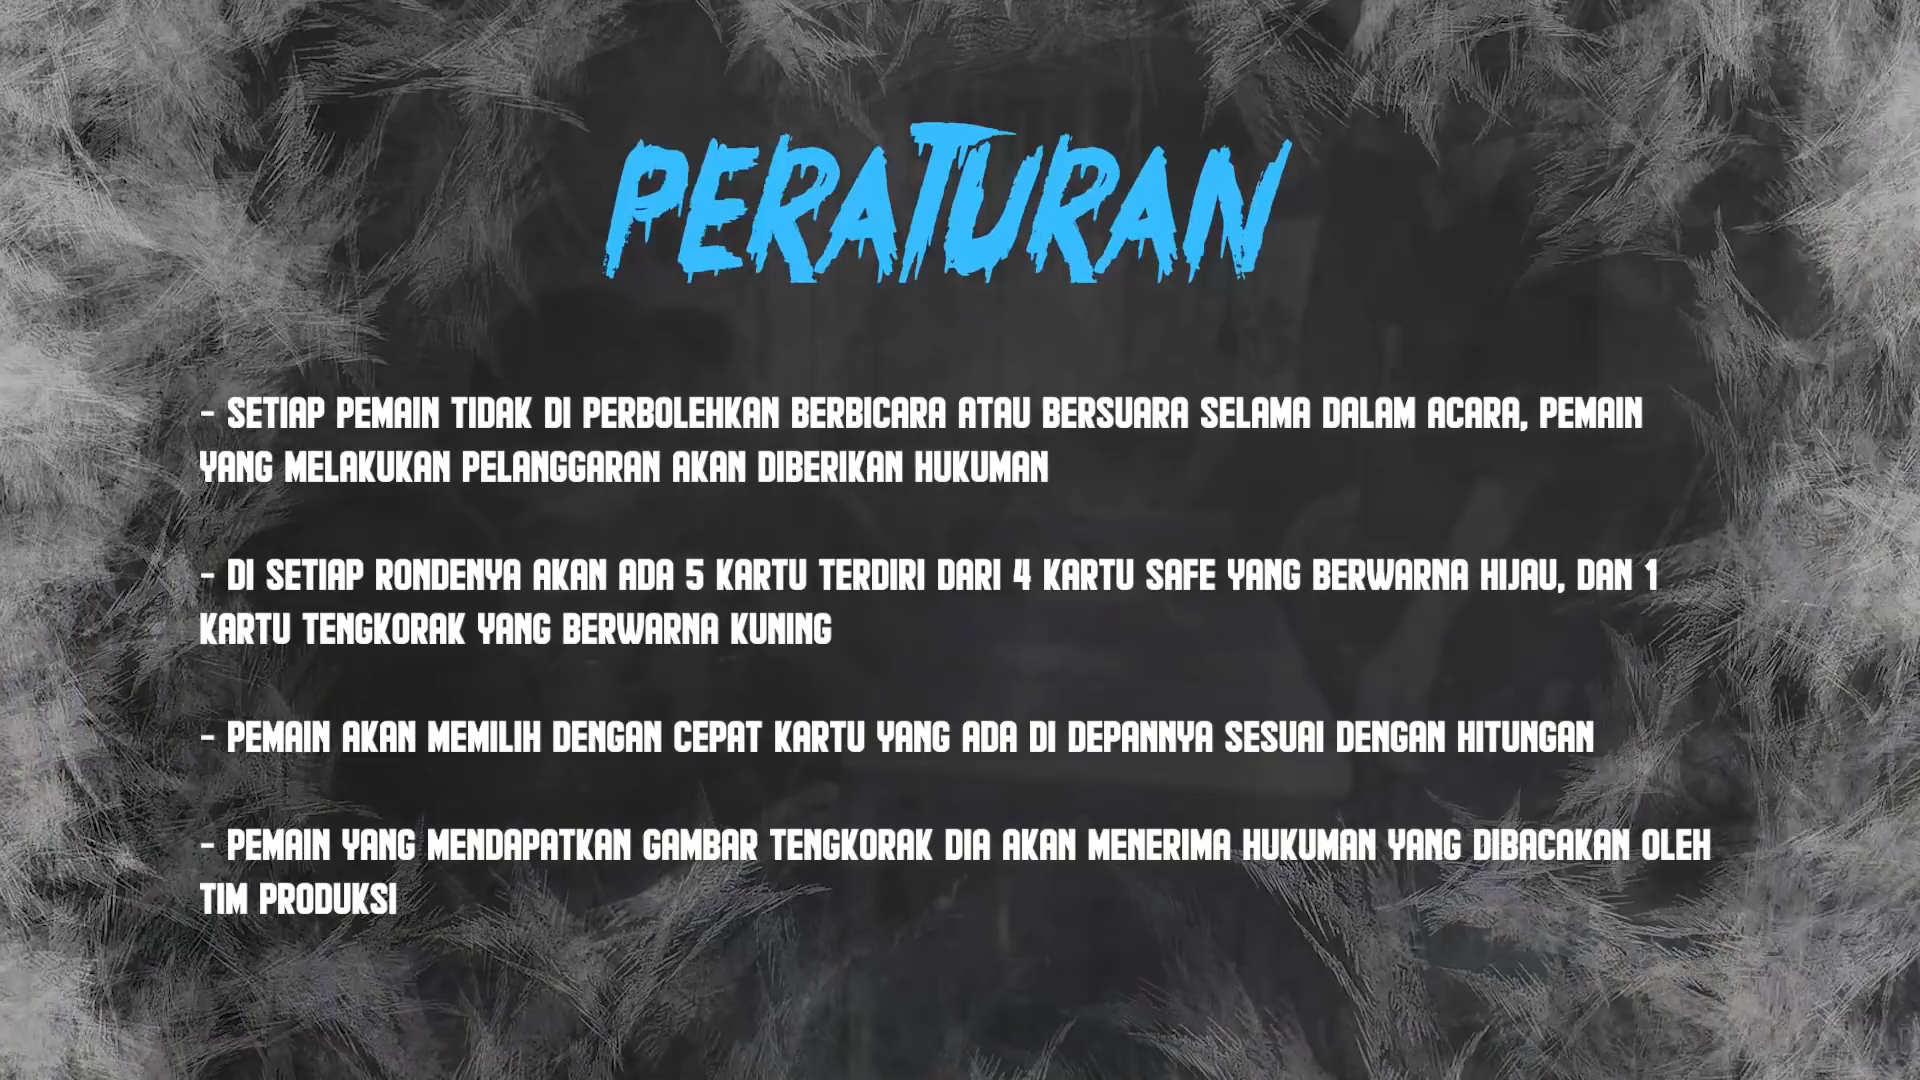 PERATURAN
- SETIAP PEMAIN TIDAK DI PERBOLEHKAN BERBICARA ATAU BERSUARA SELAMA DALAM ACARA, PEMAIN
YANG MELAKUKAN PELANGGARAN AKAN DIBERIKAN HUKUMAN
- DI SETIAP RONDENYA AKAN ADA 5 KARTU TERDIRI DARI 4 KARTU SAFE YANG BERWARNA HIJAU, DAN 1
KARTU TENGKORAK YANG BERWARNA KUNING
- PEMAIN AKAN MEMILIH DENGAN CEPAT KARTU YANG ADA DI DEPANNYA SESUAI DENGAN HITUNGAN
- PEMAIN YANG MENDAPATKAN GAMBAR TENGKORAK DIA AKAN MENERIMA HUKUMAN YANG DIBACAKAN OLEH
TIM PRODUKSI